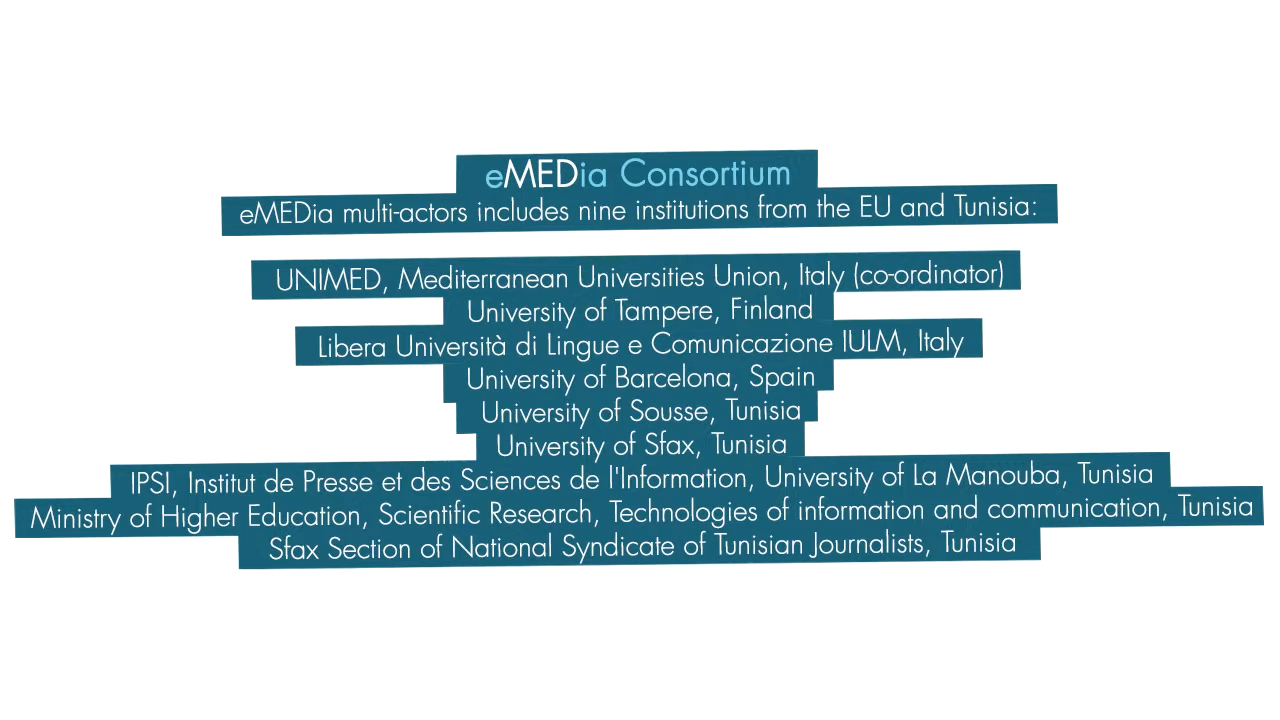 eMEDia Consortium
eMEDia multi-actors includes nine institutions from the EU and Tunisia:
UNIMED, Mediterranean Universities Union, Italy (co-ordinator)
University of Tampere, Finland
Libera Università di Lingue e Comunicazione IULM, Italy
University of Barcelona, Spain
University of Sousse, Tunisia
University of Sfax, Tunisia
IPSI, Institut de Presse et des Sciences de l'Information, University of La Manouba, Tunisia
Ministry of Higher Education, Scientific Research, Technologies of information and communication, Tunisia
Sfax Section of National Syndicate of Tunisian Journalists, Tunisia